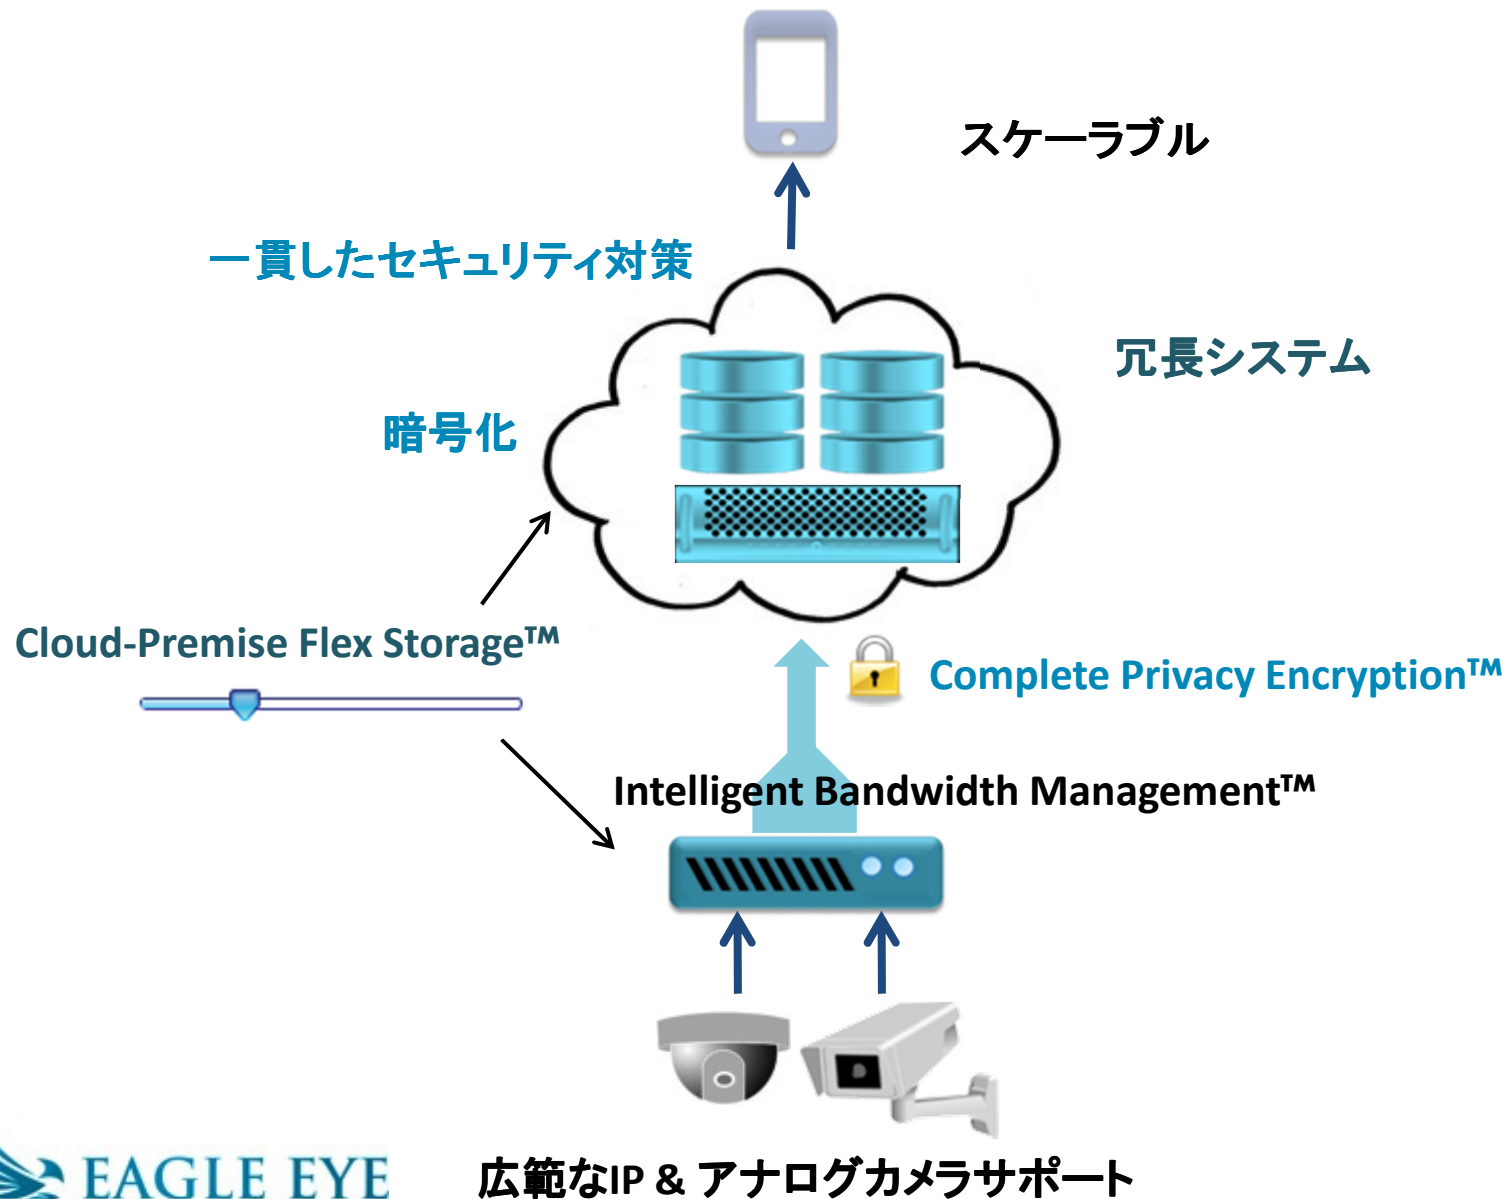 スケーラブル
一貫したセキュリティ対策
冗長システム
暗号化
Cloud-Premise Flex Storage™
Complete Privacy Encryption™
Intelligent Bandwidth Management™
EAGLE EYE
広範なIP & アナログカメラサポート